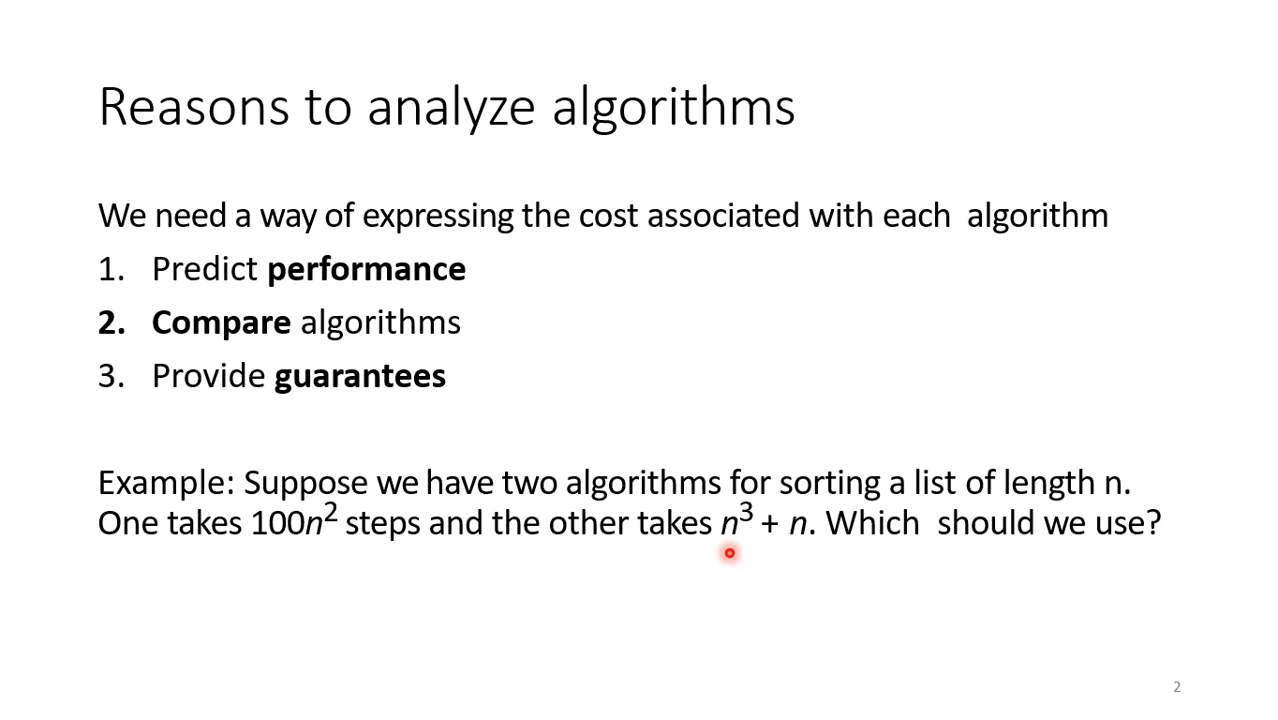 Reasons to analyze algorithms
We need a way of expressing the cost associated with each algorithm
1. Predict performance
2. Compare algorithms
3. Provide guarantees
Example: Suppose we have two algorithms for sorting a list of length n.
One takes 100n² steps and the other takes n³ + n. Which should we use?
2